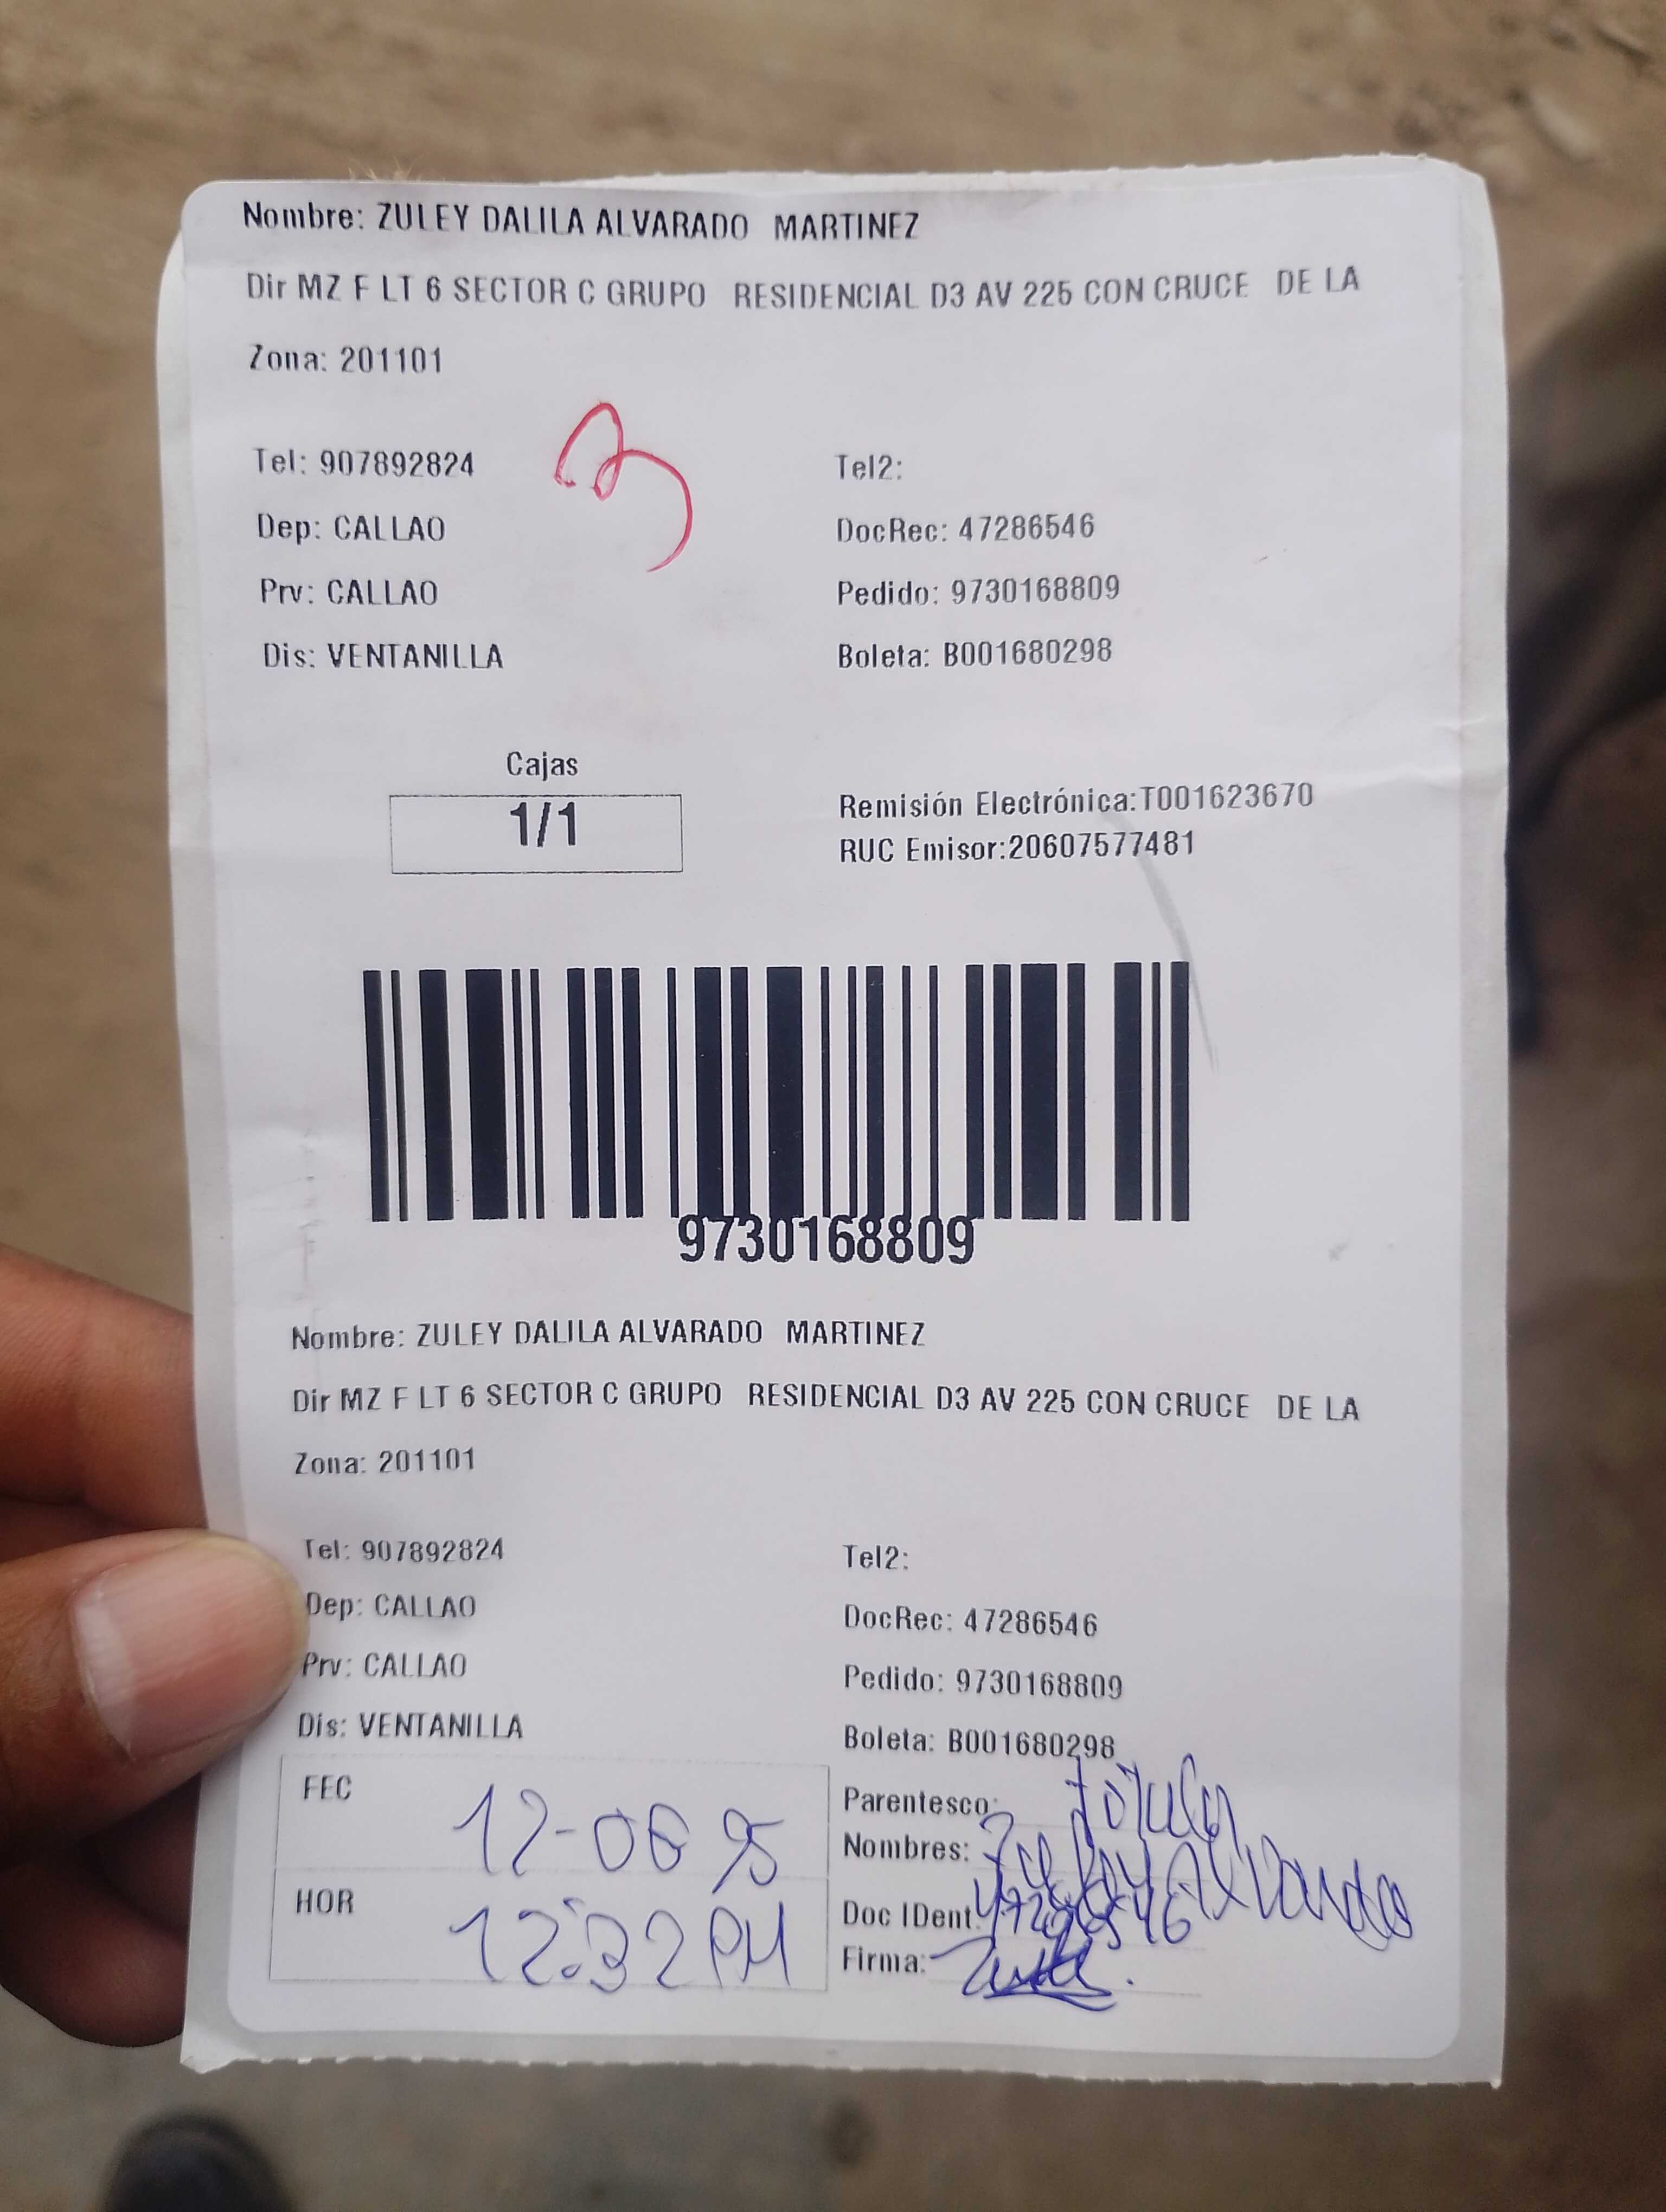 Nombre: ZULEY DALILA ALVARADO MARTINEZ
Dir MZ F LT 6 SECTOR C GRUPO RESIDENCIAL D3 AV 225 CON CRUCE DE LA
Zona: 201101
3
Tel: 907892824 Tel2:
Dep: CALLAO DocRec: 47286546
Prv: CALLAO Pedido: 9730168809
Dis: VENTANILLA Boleta: B001680298
Cajas
1/1
Remisión Electrónica:T001623670
RUC Emisor:20607577481
9730168809
Nombre: ZULEY DALILA ALVARADO MARTINEZ
Dir MZ F LT 6 SECTOR C GRUPO RESIDENCIAL D3 AV 225 CON CRUCE DE LA
Zona: 201101
Tel: 907892824 Tel2:
Dep: CALLAO DocRec: 47286546
Prv: CALLAO Pedido: 9730168809
Dis: VENTANILLA Boleta: B001680298
FEC 12-06 25
Parentesco: Titular
Nombres: Zuley Alvarado
HOR 12:32 PM
Doc IDent. 47286546
Firma: